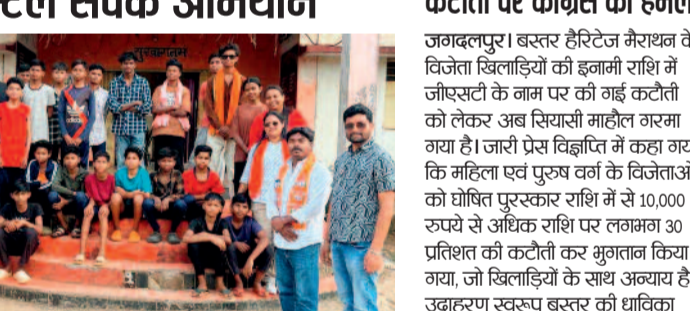 संपर्क अभियान
सुस्वागतम
कटौती पर कांग्रेस का हमला
जगदलपुर। बस्तर हैरिटेज मैराथन के
विजेता खिलाड़ियों की इनामी राशि में
जीएसटी के नाम पर की गई कटौती
को लेकर अब सियासी माहौल गरमा
गया है। जारी प्रेस विज्ञप्ति में कहा गया
कि महिला एवं पुरुष वर्ग के विजेताओं
को घोषित पुरस्कार राशि में से 10,000
रुपये से अधिक राशि पर लगभग 30
प्रतिशत की कटौती कर भुगतान किया
गया, जो खिलाड़ियों के साथ अन्याय है
उदाहरण स्वरूप बस्तर की धाविका